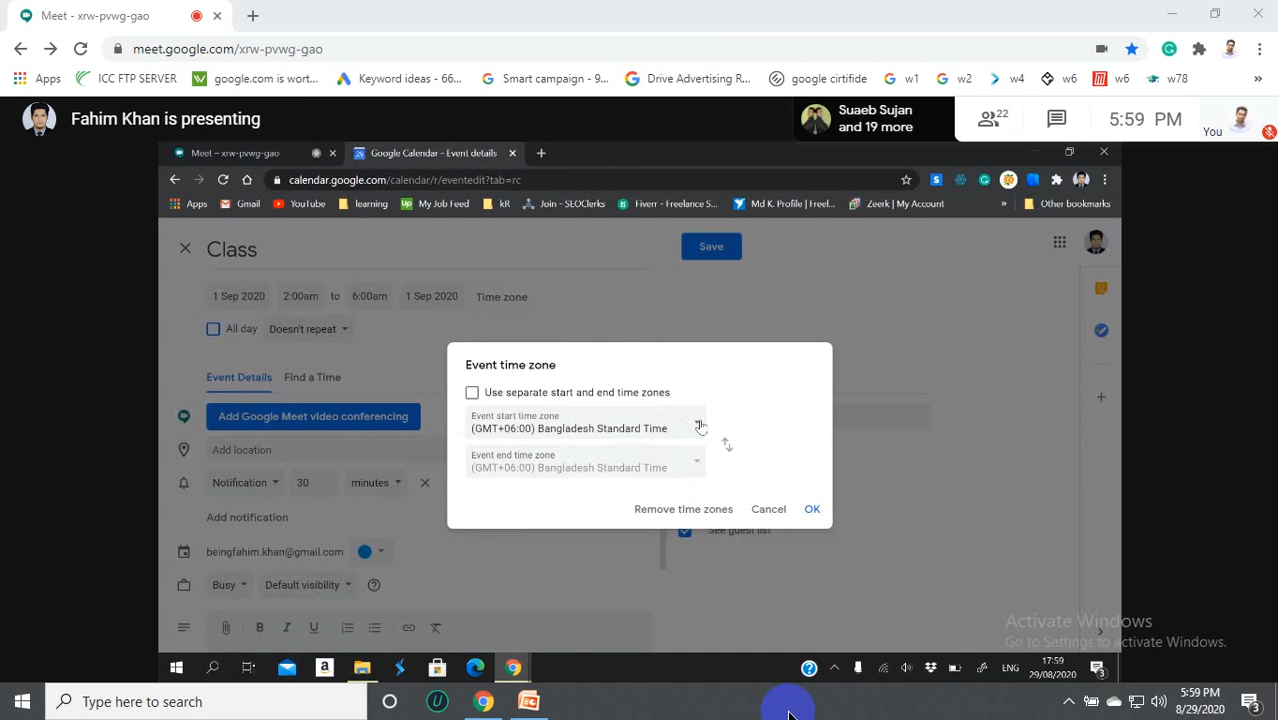 Meet - xrw-pvwg-gao
meet.google.com/xrw-pvwg-gao
Apps
ICC FTP SERVER
google.com is wort...
Keyword ideas - 66...
Smart campaign - 9...
Drive Advertising R...
google certifide
w1
w2
w4
w6
w6
w78
»
Fahim Khan is presenting
Suaeb Sujan
and 19 more
22
5:59 PM
You
Meet – xrw-pvwg-gao
Google Calendar - Event details
calendar.google.com/calendar/r/eventedit?tab=rc
Apps
Gmail
YouTube
learning
My Job Feed
kR
Join - SEOClerks
Fiverr - Freelance S...
Md K. Profile | Freel...
Zeerk | My Account
»
Other bookmarks
Class
Save
1 Sep 2020
2:00am
to
6:00am
1 Sep 2020
Time zone
All day
Doesn't repeat
Event Details
Find a Time
Add Google Meet video conferencing
Add location
Notification
30
minutes
Add notification
beingfahim.khan@gmail.com
Busy
Default visibility
B
I
U
Event time zone
Use separate start and end time zones
Event start time zone
(GMT+06:00) Bangladesh Standard Time
Event end time zone
(GMT+06:00) Bangladesh Standard Time
Remove time zones
Cancel
OK
See guest list
Activate Windows
Go to Settings to activate Windows.
ENG
17:59
29/08/2020
3
Type here to search
5:59 PM
8/29/2020
3